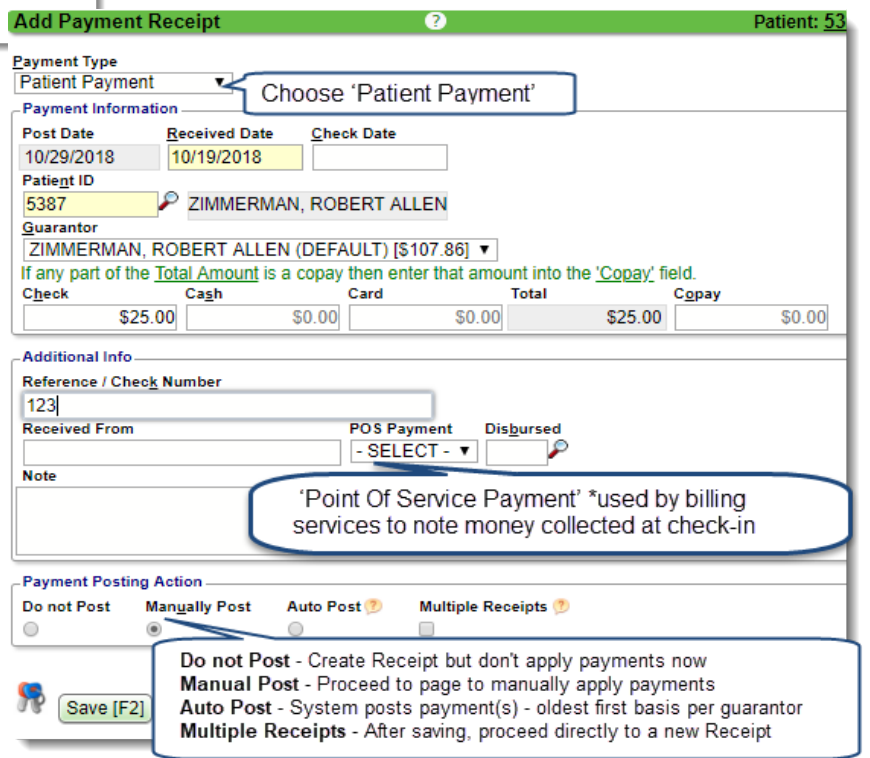 Add Payment Receipt ? Patient: 53
Payment Type
Patient Payment
Choose ‘Patient Payment’
Payment Information
Post Date Received Date Check Date
10/29/2018 10/19/2018
Patient ID
5387 ZIMMERMAN, ROBERT ALLEN
Guarantor
ZIMMERMAN, ROBERT ALLEN (DEFAULT) [$107.86]
If any part of the Total Amount is a copay then enter that amount into the 'Copay' field.
Check Cash Card Total Copay
$25.00 $0.00 $0.00 $25.00 $0.00
Additional Info
Reference / Check Number
123
Received From POS Payment Disbursed
- SELECT -
Note
‘Point Of Service Payment’ *used by billing
services to note money collected at check-in
Payment Posting Action
Do not Post Manually Post Auto Post ? Multiple Receipts ?
Do not Post - Create Receipt but don't apply payments now
Manual Post - Proceed to page to manually apply payments
Auto Post - System posts payment(s) - oldest first basis per guarantor
Multiple Receipts - After saving, proceed directly to a new Receipt
Save [F2]